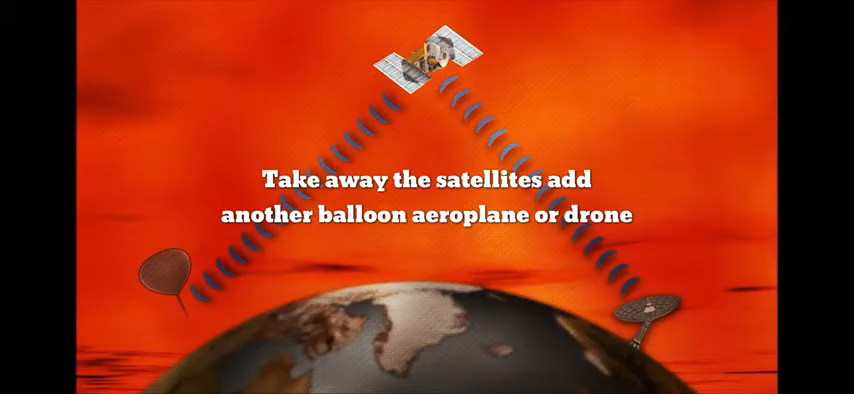 Take away the satellites add
another balloon aeroplane or drone